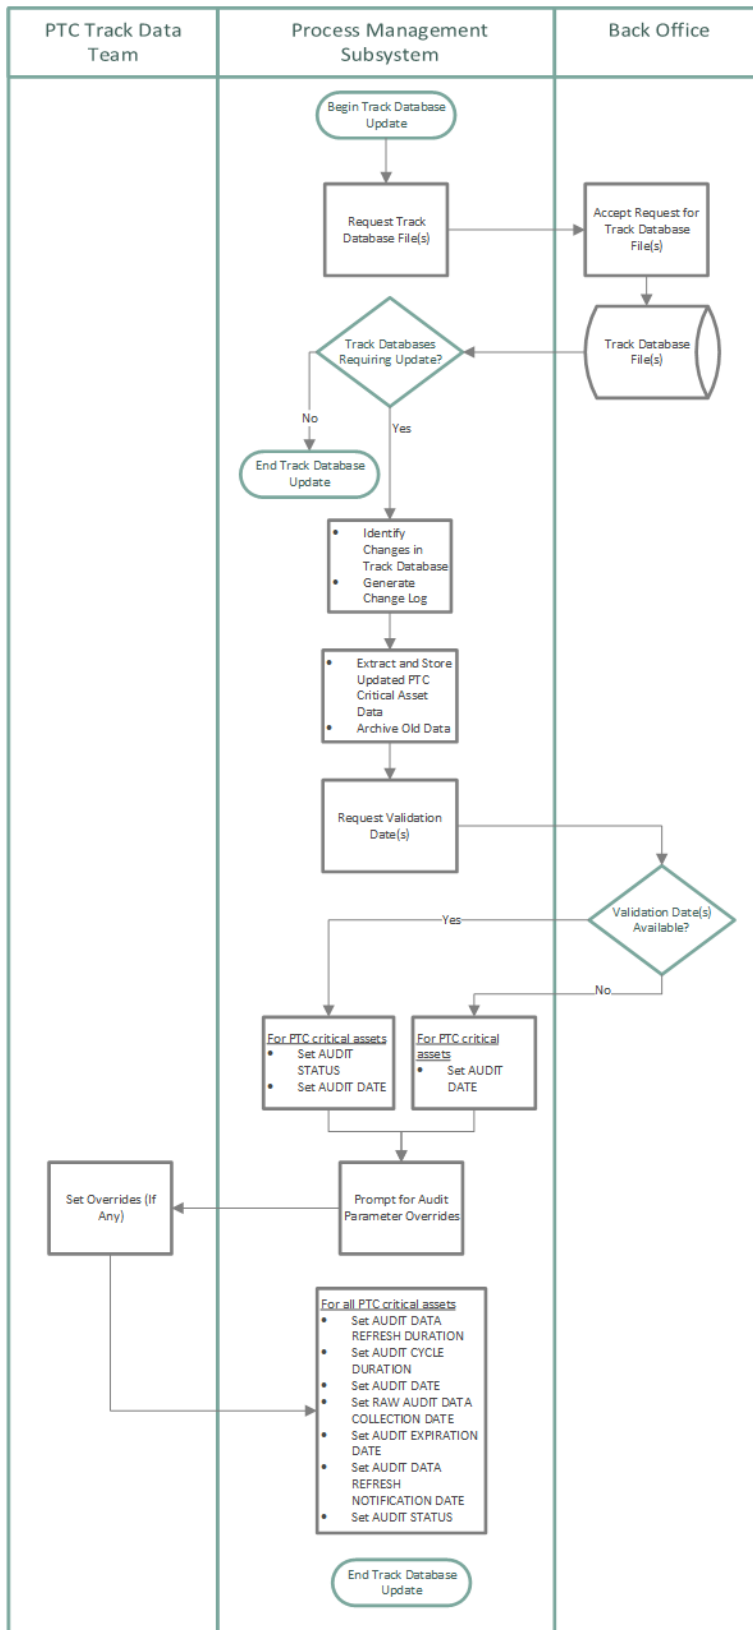 PTC Track Data
Team
Process Management
Subsystem
Back Office
Begin Track Database
Update
Request Track
Database File(s)
Accept Request for
Track Database
File(s)
Track Databases
Requiring Update?
Track Database
File(s)
No
Yes
End Track Database
Update
• Identify
Changes in
Track Database
• Generate
Change Log
• Extract and Store
Updated PTC
Critical Asset
Data
• Archive Old Data
Request Validation
Date(s)
Validation Date(s)
Available?
Yes
No
For PTC critical assets
• Set AUDIT
STATUS
• Set AUDIT DATE
For PTC critical
assets
• Set AUDIT
DATE
Set Overrides (If
Any)
Prompt for Audit
Parameter Overrides
For all PTC critical assets
• Set AUDIT DATA
REFRESH DURATION
• Set AUDIT CYCLE
DURATION
• Set AUDIT DATE
• Set RAW AUDIT DATA
COLLECTION DATE
• Set AUDIT EXPIRATION
DATE
• Set AUDIT DATA
REFRESH
NOTIFICATION DATE
• Set AUDIT STATUS
End Track Database
Update